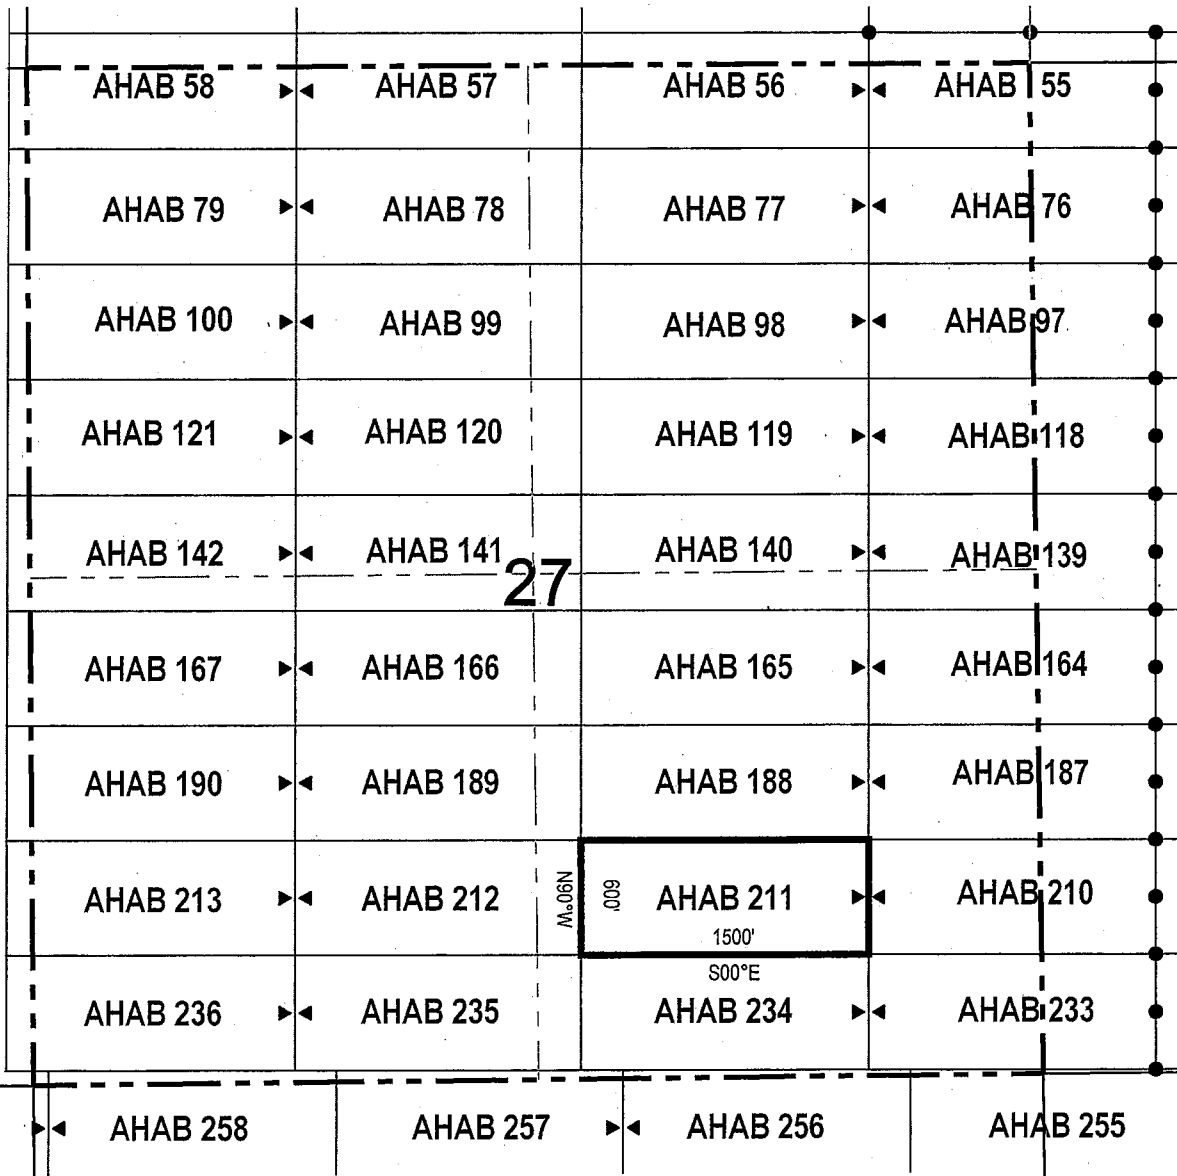 AHAB 58 AHAB 57 AHAB 56 AHAB 55
AHAB 79 AHAB 78 AHAB 77 AHAB 76
AHAB 100 AHAB 99 AHAB 98 AHAB 97
AHAB 121 AHAB 120 AHAB 119 AHAB 118
AHAB 142 AHAB 141 AHAB 140 AHAB 139
27
AHAB 167 AHAB 166 AHAB 165 AHAB 164
AHAB 190 AHAB 189 AHAB 188 AHAB 187
AHAB 213 AHAB 212 N90°W 600' AHAB 211 AHAB 210
1500'
S00°E
AHAB 236 AHAB 235 AHAB 234 AHAB 233
AHAB 258 AHAB 257 AHAB 256 AHAB 255